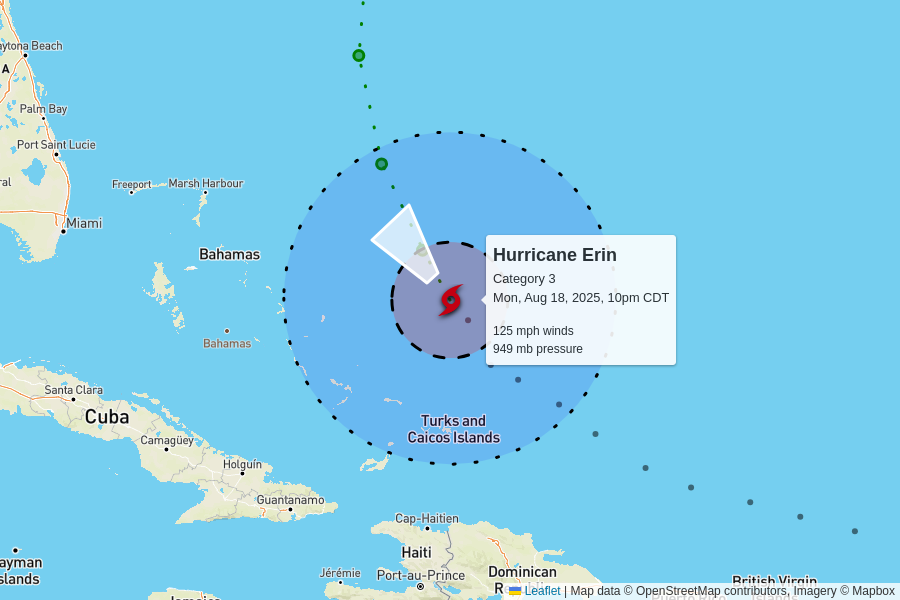 aytona Beach
A
Palm Bay
Port Saint Lucie
ral
Freeport
Marsh Harbour
Miami
Bahamas
Hurricane Erin
Category 3
Mon, Aug 18, 2025, 10pm CDT
125 mph winds
949 mb pressure
Bahamas
Santa Clara
Cuba
Turks and
Caicos Islands
Camagüey
Holguín
Guantanamo
Cap-Haitien
Haiti
ayman
slands
Jérémie
Port-au-Prince
Dominican
British Virgin
Leaflet | Map data © OpenStreetMap contributors, Imagery © Mapbox